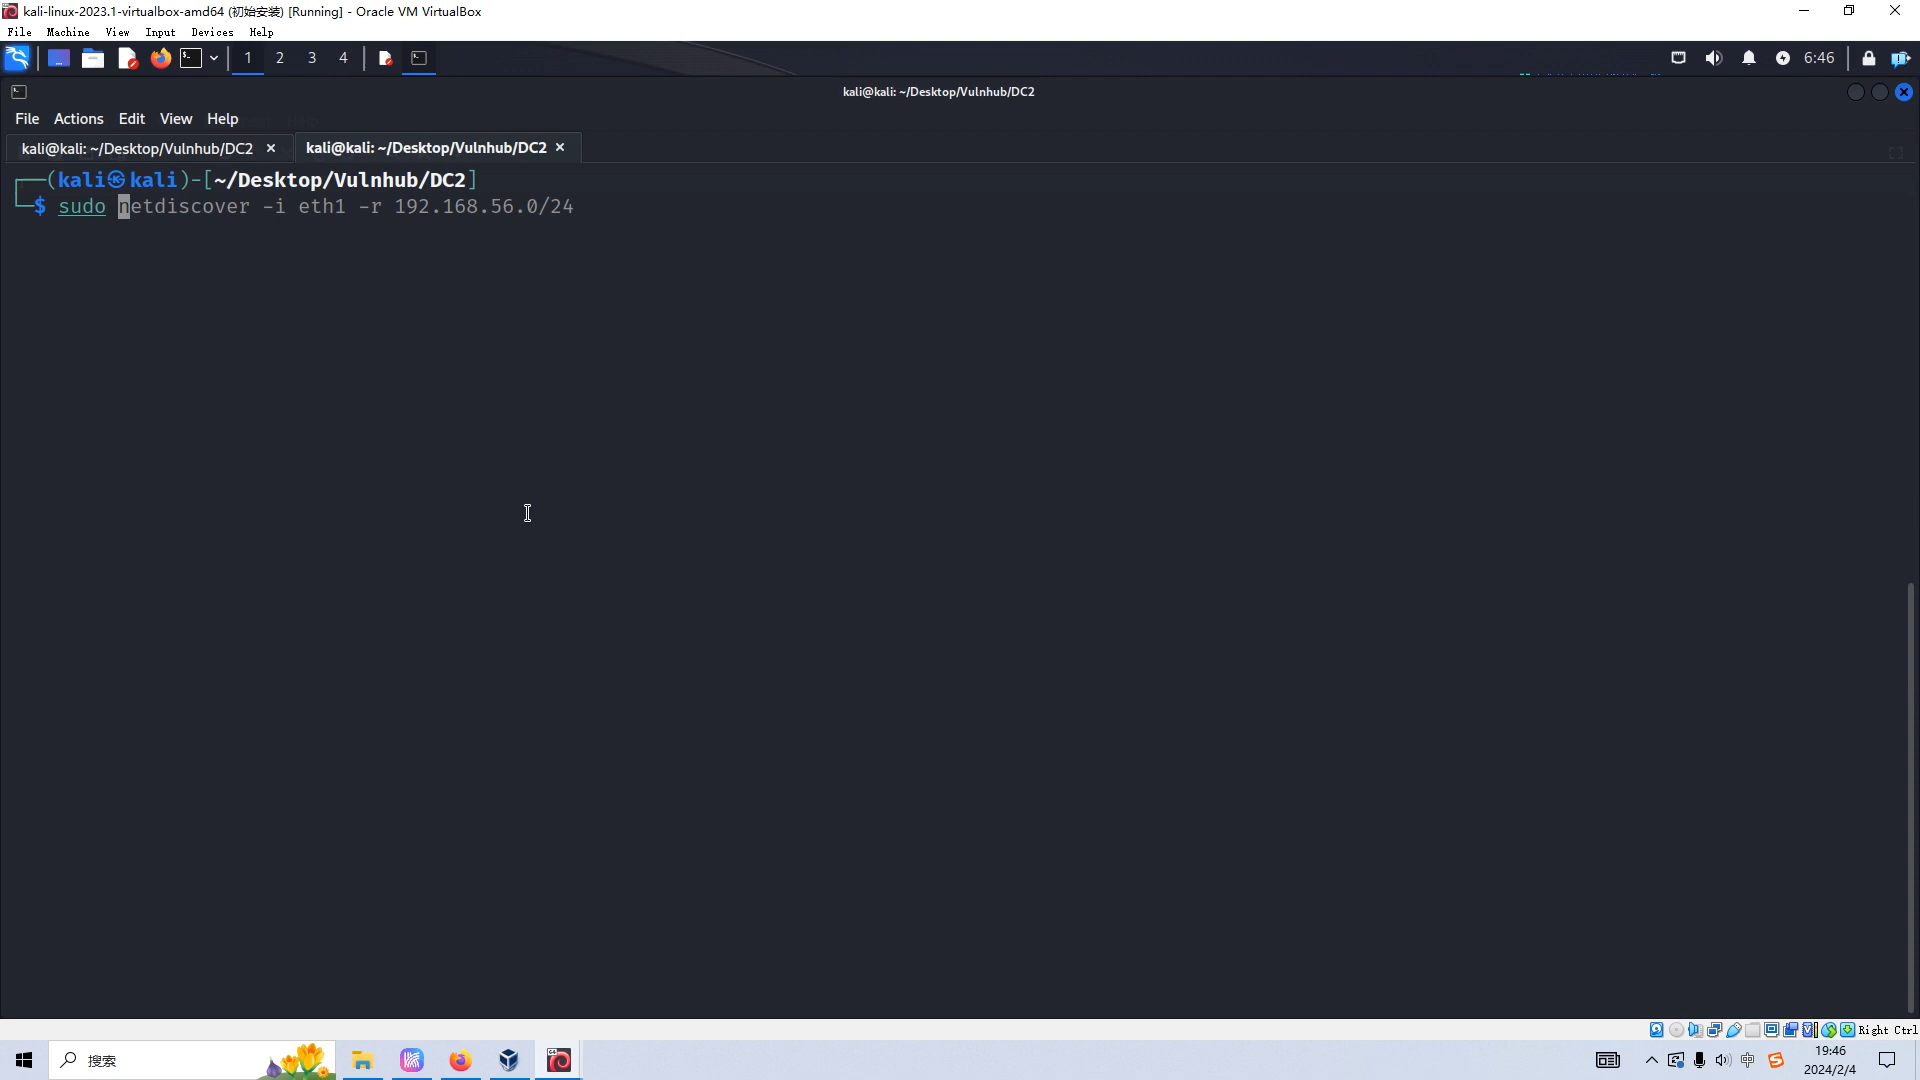 kali-linux-2023.1-virtualbox-amd64 (初始安装) [Running] - Oracle VM VirtualBox
File Machine View Input Devices Help
1 2 3 4 6:46
kali@kali: ~/Desktop/Vulnhub/DC2
File Actions Edit View Help
kali@kali: ~/Desktop/Vulnhub/DC2 × kali@kali: ~/Desktop/Vulnhub/DC2 ×
┌──(kali㉿kali)-[~/Desktop/Vulnhub/DC2]
└─$ sudo netdiscover -i eth1 -r 192.168.56.0/24
Right Ctrl
搜索
中
19:46
2024/2/4